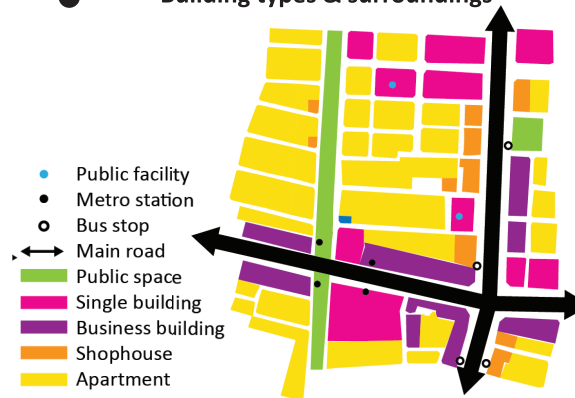 Building types & surroundings
Public facility
Metro station
Bus stop
Main road
Public space
Single building
Business building
Shophouse
Apartment